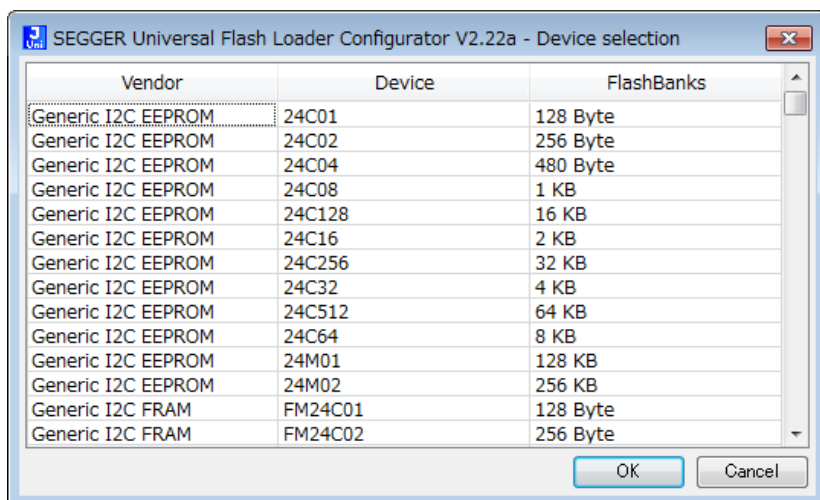 J Uni SEGGER Universal Flash Loader Configurator V2.22a - Device selection
Vendor Device FlashBanks
Generic I2C EEPROM 24C01 128 Byte
Generic I2C EEPROM 24C02 256 Byte
Generic I2C EEPROM 24C04 480 Byte
Generic I2C EEPROM 24C08 1 KB
Generic I2C EEPROM 24C128 16 KB
Generic I2C EEPROM 24C16 2 KB
Generic I2C EEPROM 24C256 32 KB
Generic I2C EEPROM 24C32 4 KB
Generic I2C EEPROM 24C512 64 KB
Generic I2C EEPROM 24C64 8 KB
Generic I2C EEPROM 24M01 128 KB
Generic I2C EEPROM 24M02 256 KB
Generic I2C FRAM FM24C01 128 Byte
Generic I2C FRAM FM24C02 256 Byte
OK Cancel